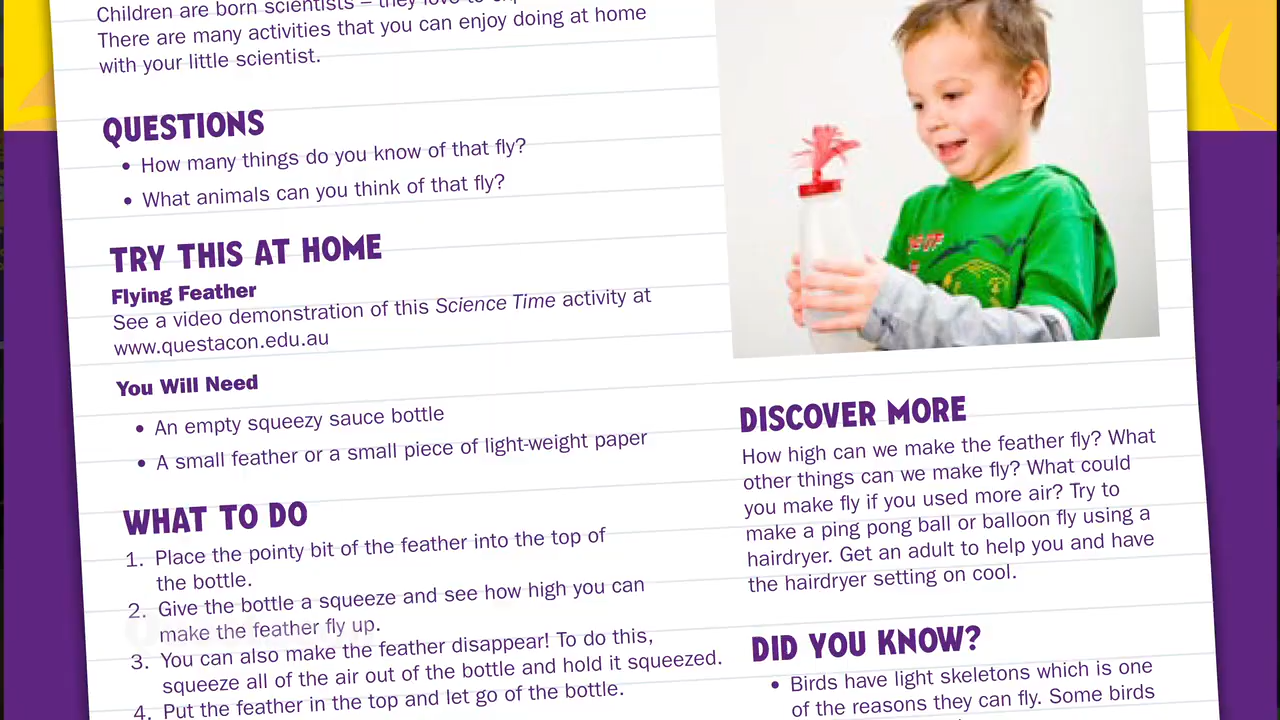 Children are born scientists – they love to
There are many activities that you can enjoy doing at home
with your little scientist.
QUESTIONS
• How many things do you know of that fly?
• What animals can you think of that fly?
TRY THIS AT HOME
Flying Feather
See a video demonstration of this Science Time activity at
www.questacon.edu.au
You Will Need
• An empty squeezy sauce bottle
• A small feather or a small piece of light-weight paper
WHAT TO DO
1. Place the pointy bit of the feather into the top of
the bottle.
2. Give the bottle a squeeze and see how high you can
make the feather fly up.
3. You can also make the feather disappear! To do this,
squeeze all of the air out of the bottle and hold it squeezed.
4. Put the feather in the top and let go of the bottle.
DISCOVER MORE
How high can we make the feather fly? What
other things can we make fly? What could
you make fly if you used more air? Try to
make a ping pong ball or balloon fly using a
hairdryer. Get an adult to help you and have
the hairdryer setting on cool.
DID YOU KNOW?
• Birds have light skeletons which is one
of the reasons they can fly. Some birds